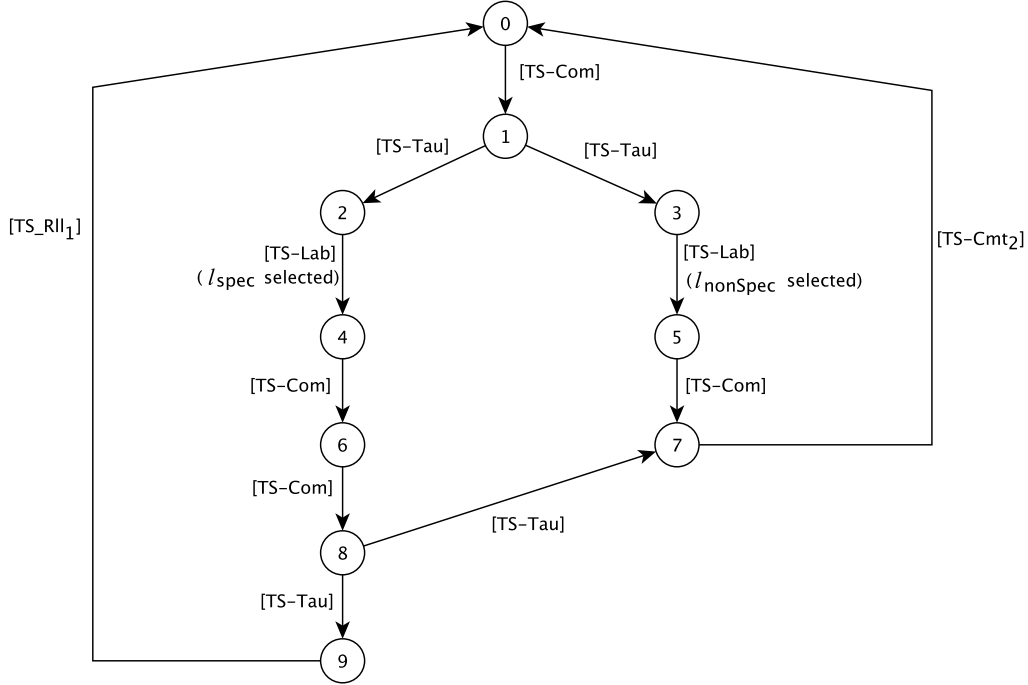 0
[TS-Com]
1
[TS-Tau]
[TS-Tau]
2
3
[TS_Rll1]
[TS-Lab]
(lspec selected)
[TS-Lab]
(lnonSpec selected)
[TS-Cmt2]
4
5
[TS-Com]
[TS-Com]
6
7
[TS-Com]
[TS-Tau]
8
[TS-Tau]
9